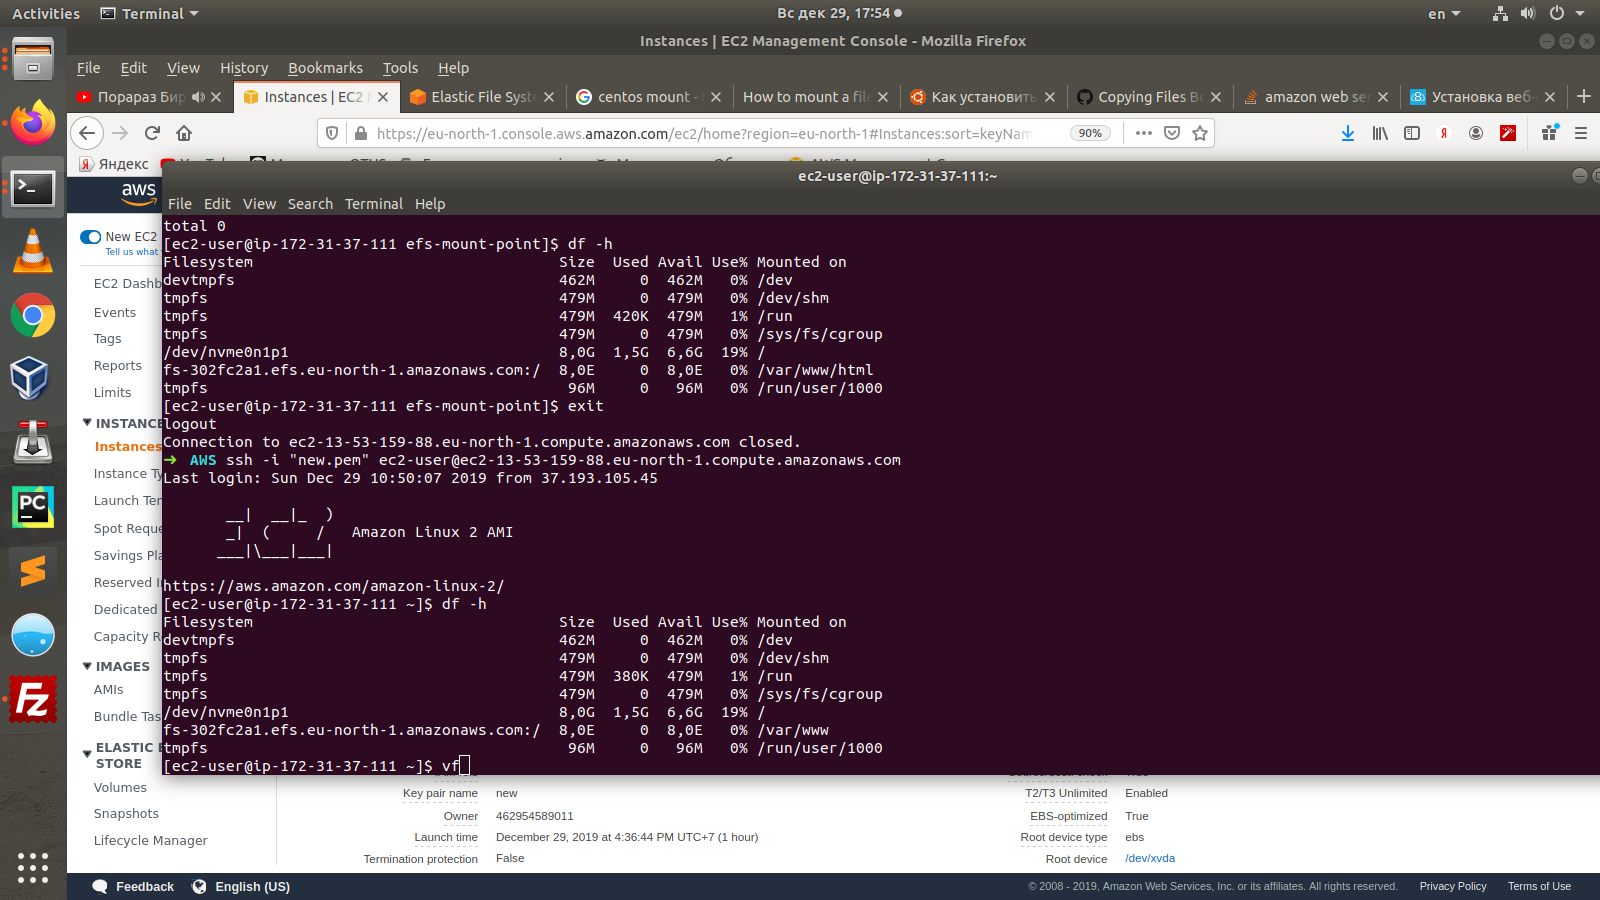 Activities
Terminal
Вс дек 29, 17:54
en
Instances | EC2 Management Console - Mozilla Firefox
File Edit View History Bookmarks Tools Help
Порараз Бир
Instances | EC2 M
Elastic File Syste
centos mount -
How to mount a file
Как установить
Copying Files Be
amazon web se
Установка веб-
https://eu-north-1.console.aws.amazon.com/ec2/home?region=eu-north-1#Instances:sort=keyNam
90%
Яндекс
aws
ec2-user@ip-172-31-37-111:~
File Edit View Search Terminal Help
total 0
[ec2-user@ip-172-31-37-111 efs-mount-point]$ df -h
Filesystem Size Used Avail Use% Mounted on
devtmpfs 462M 0 462M 0% /dev
tmpfs 479M 0 479M 0% /dev/shm
tmpfs 479M 420K 479M 1% /run
tmpfs 479M 0 479M 0% /sys/fs/cgroup
/dev/nvme0n1p1 8,0G 1,5G 6,6G 19% /
fs-302fc2a1.efs.eu-north-1.amazonaws.com:/ 8,0E 0 8,0E 0% /var/www/html
tmpfs 96M 0 96M 0% /run/user/1000
[ec2-user@ip-172-31-37-111 efs-mount-point]$ exit
logout
Connection to ec2-13-53-159-88.eu-north-1.compute.amazonaws.com closed.
➜ AWS ssh -i "new.pem" ec2-user@ec2-13-53-159-88.eu-north-1.compute.amazonaws.com
Last login: Sun Dec 29 10:50:07 2019 from 37.193.105.45
__| __|_ )
_| ( / Amazon Linux 2 AMI
___|\___|___|
https://aws.amazon.com/amazon-linux-2/
[ec2-user@ip-172-31-37-111 ~]$ df -h
Filesystem Size Used Avail Use% Mounted on
devtmpfs 462M 0 462M 0% /dev
tmpfs 479M 0 479M 0% /dev/shm
tmpfs 479M 380K 479M 1% /run
tmpfs 479M 0 479M 0% /sys/fs/cgroup
/dev/nvme0n1p1 8,0G 1,5G 6,6G 19% /
fs-302fc2a1.efs.eu-north-1.amazonaws.com:/ 8,0E 0 8,0E 0% /var/www
tmpfs 96M 0 96M 0% /run/user/1000
[ec2-user@ip-172-31-37-111 ~]$ vf
New EC2
Tell us what
EC2 Dashb
Events
Tags
Reports
Limits
INSTANCE
Instances
Instance Ty
Launch Ten
Spot Reque
Savings Pla
Reserved I
Dedicated
Capacity R
IMAGES
AMIs
Bundle Tas
ELASTIC B
STORE
Volumes
Snapshots
Lifecycle Manager
Key pair name new
Owner 462954589011
Launch time December 29, 2019 at 4:36:44 PM UTC+7 (1 hour)
Termination protection False
T2/T3 Unlimited Enabled
EBS-optimized True
Root device type ebs
Root device /dev/xvda
Feedback
English (US)
© 2008 - 2019, Amazon Web Services, Inc. or its affiliates. All rights reserved.
Privacy Policy
Terms of Use